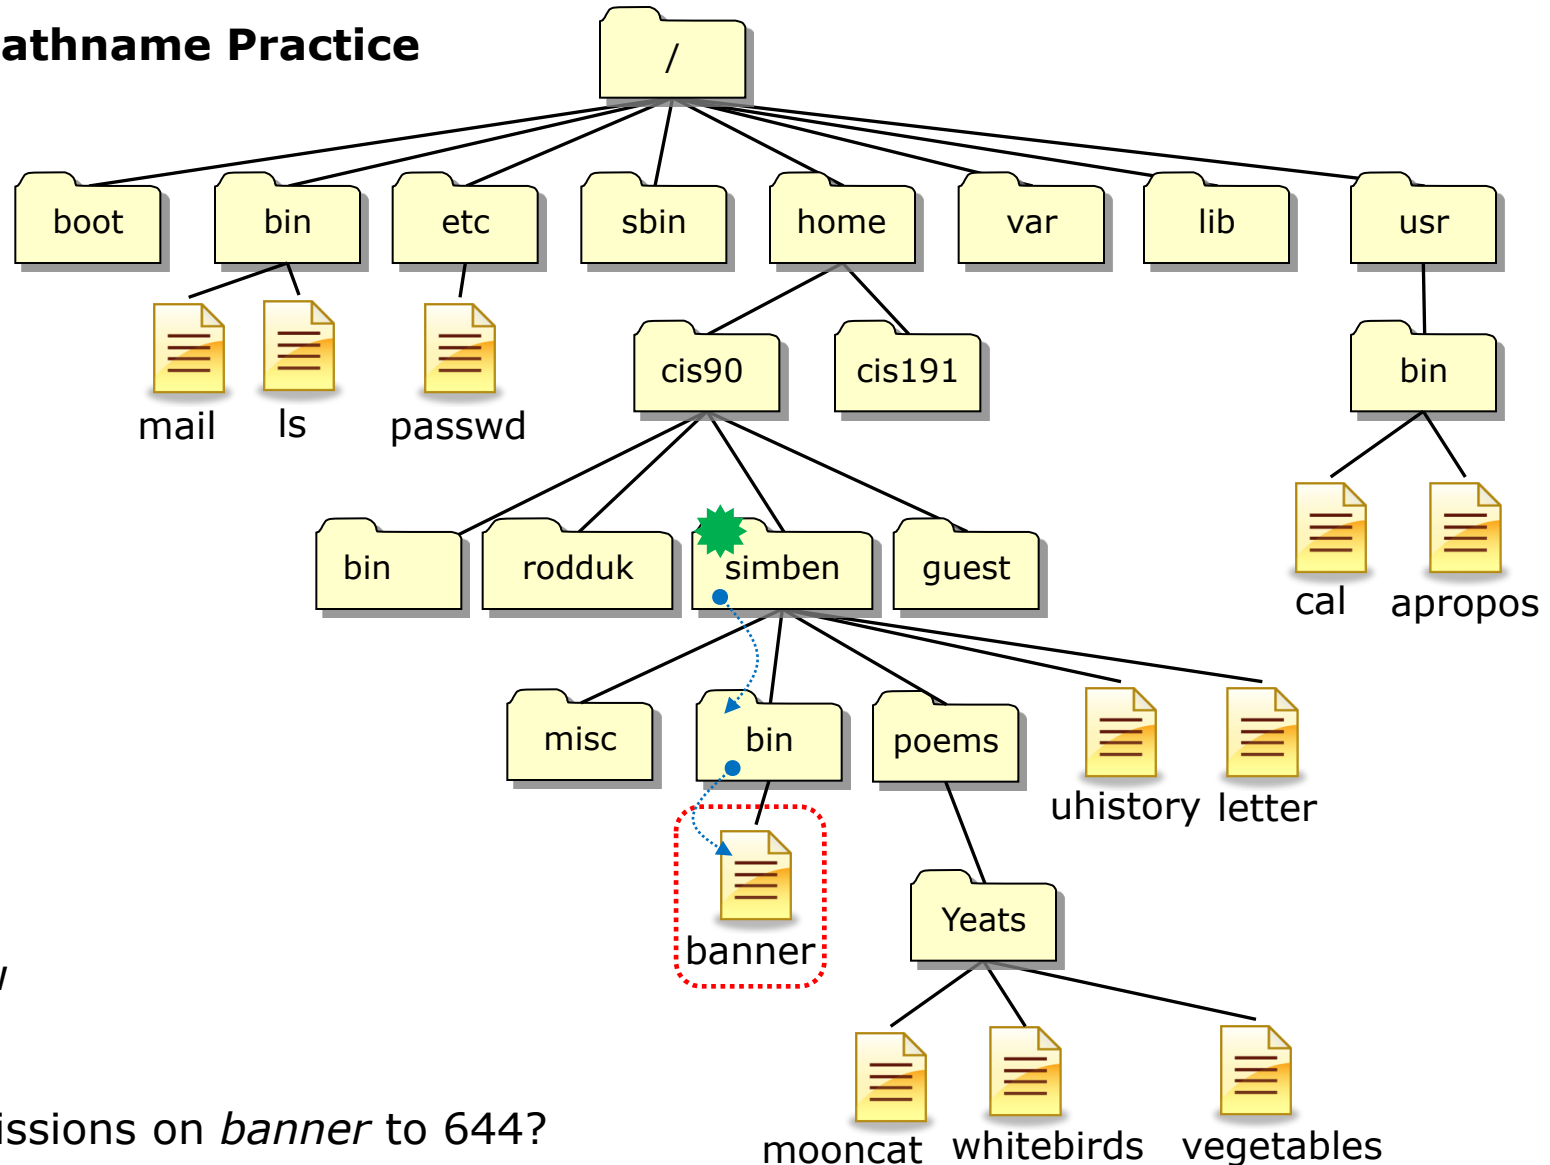 athname Practice
/
boot bin etc sbin home var lib usr
mail ls passwd
cis90 cis191 bin
bin rodduk simben guest
cal apropos
misc bin poems
uhistory letter
banner
Yeats
issions on banner to 644?
mooncat whitebirds vegetables